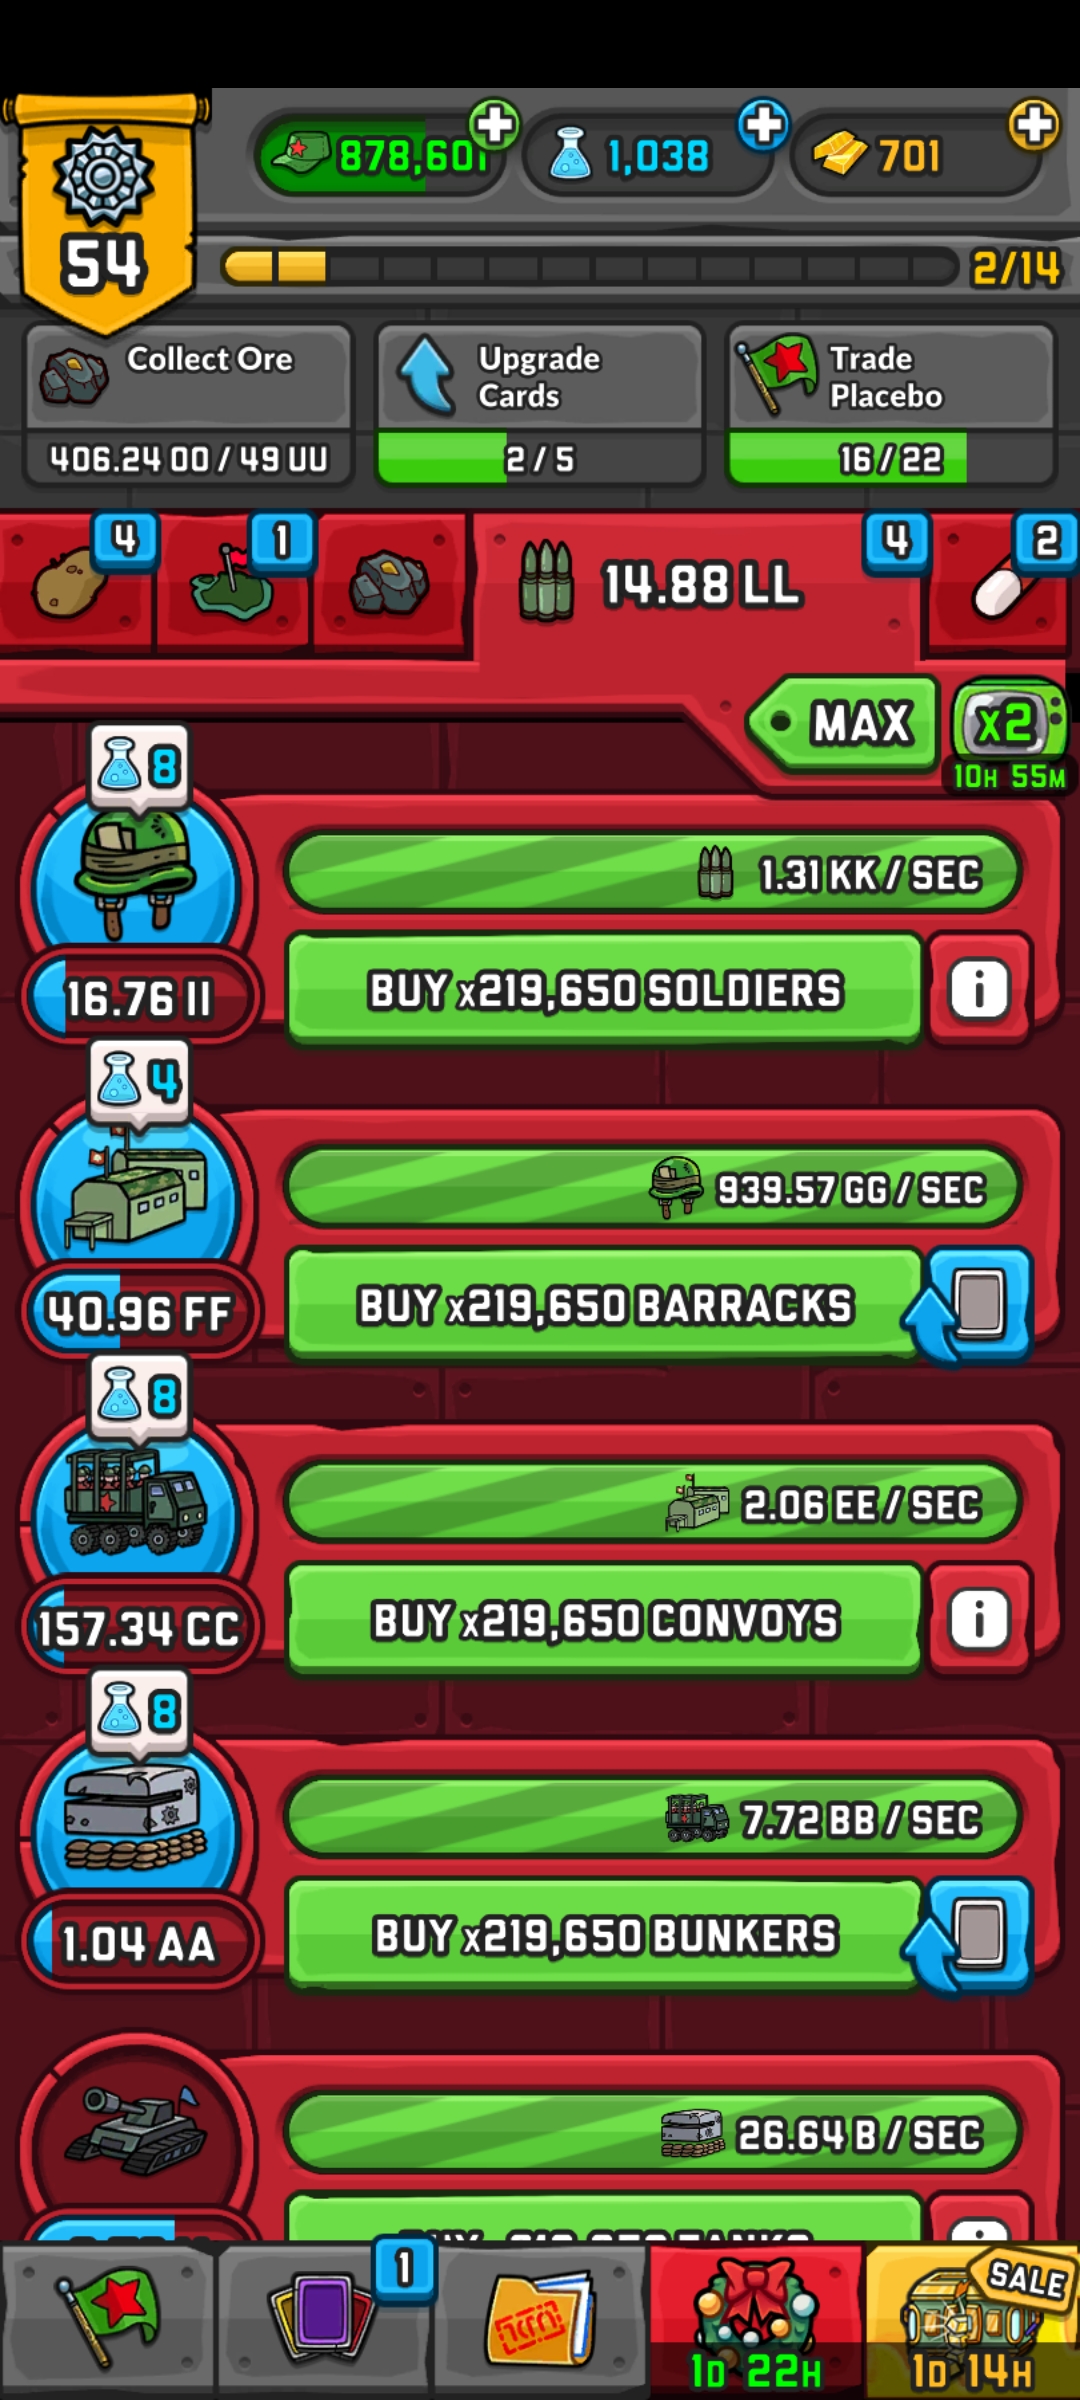 878,601
1,038
701
54
2/14
Collect Ore
406.24 OO / 49 UU
Upgrade
Cards
2 / 5
Trade
Placebo
16 / 22
4
1
14.88 LL
4
2
MAX
x2
10H 55M
8
1.31 KK / SEC
16.76 II
BUY x219,650 SOLDIERS
i
4
939.57 GG / SEC
40.96 FF
BUY x219,650 BARRACKS
8
2.06 EE / SEC
157.34 CC
BUY x219,650 CONVOYS
i
8
7.72 BB / SEC
1.04 AA
BUY x219,650 BUNKERS
26.64 B / SEC
1
SALE
1D 22H
1D 14H